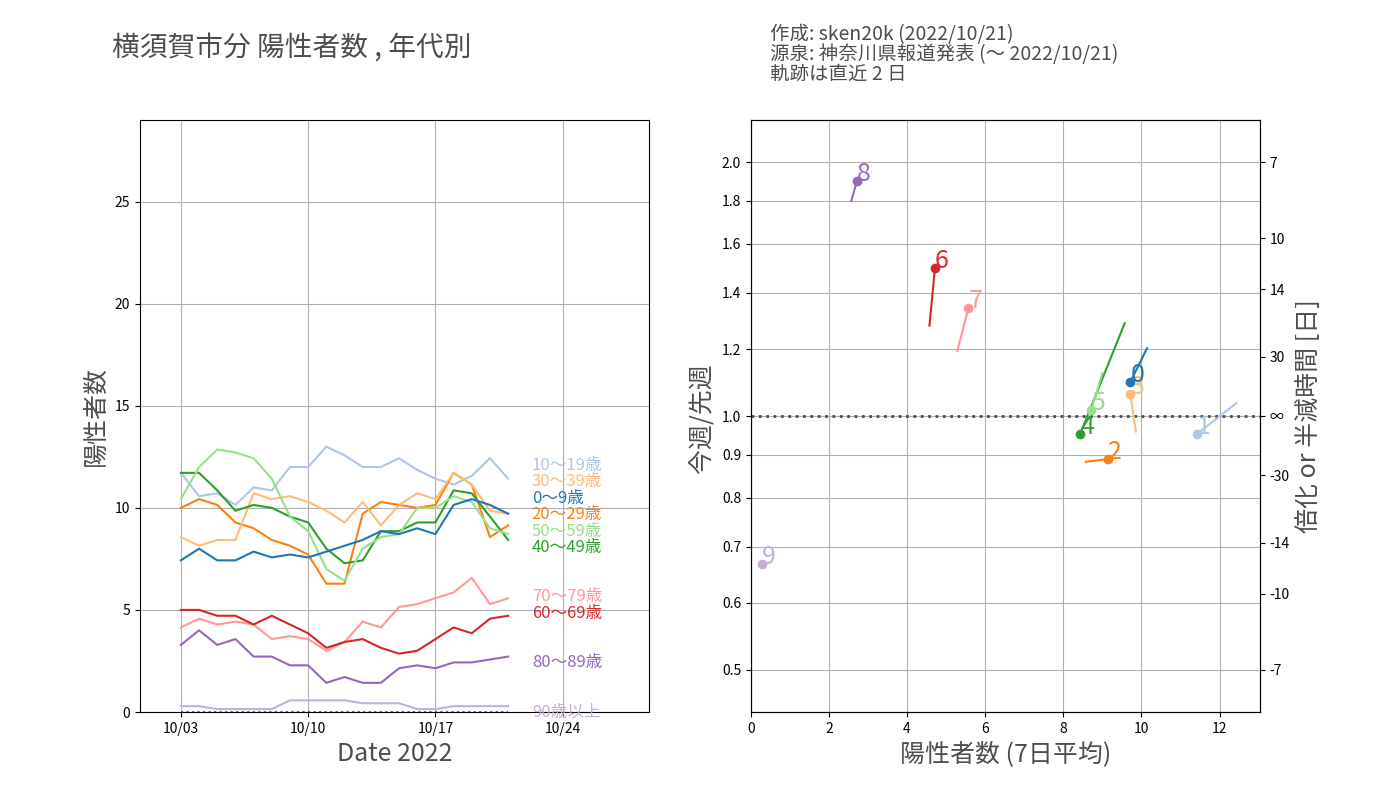 横須賀市分 陽性者数 , 年代別
作成: sken20k (2022/10/21)
源泉: 神奈川県報道発表 (〜 2022/10/21)
軌跡は直近 2 日
陽性者数
25
20
15
10
5
0
10/03
10/10
10/17
10/24
Date 2022
10〜19歳
30〜39歳
0〜9歳
20〜29歳
50〜59歳
40〜49歳
70〜79歳
60〜69歳
80〜89歳
90歳以上
今週/先週
2.0
1.8
1.6
1.4
1.2
1.0
0.9
0.8
0.7
0.6
0.5
8
6
7
0
3
5
4
1
2
9
0
2
4
6
8
10
12
陽性者数 (7日平均)
7
10
14
30
∞
-30
-14
-10
-7
倍化 or 半減時間 [日]